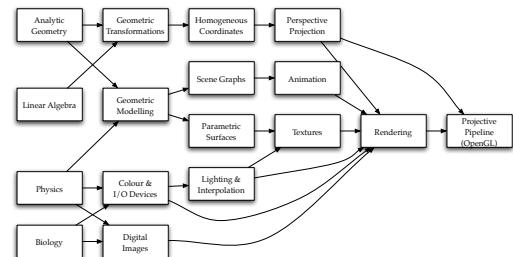 Analytic
Geometry
Geometric
Transformations
Homogeneous
Coordinates
Perspective
Projection
Scene Graphs
Animation
Linear Algebra
Geometric
Modelling
Parametric
Surfaces
Textures
Rendering
Projective
Pipeline
(OpenGL)
Physics
Colour &
I/O Devices
Lighting &
Interpolation
Biology
Digital
Images